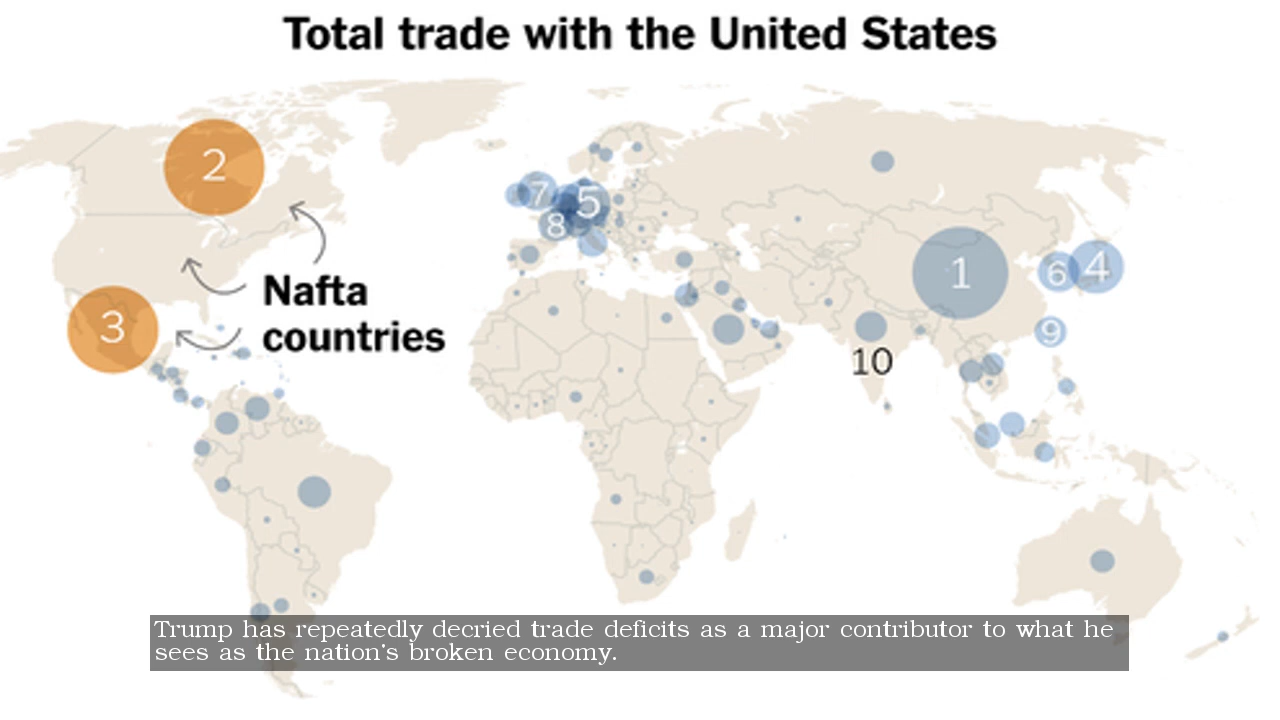 Total trade with the United States
2
7
5
8
1
6
4
Nafta
3
countries
9
10
Trump has repeatedly decried trade deficits as a major contributor to what he
sees as the nation's broken economy.